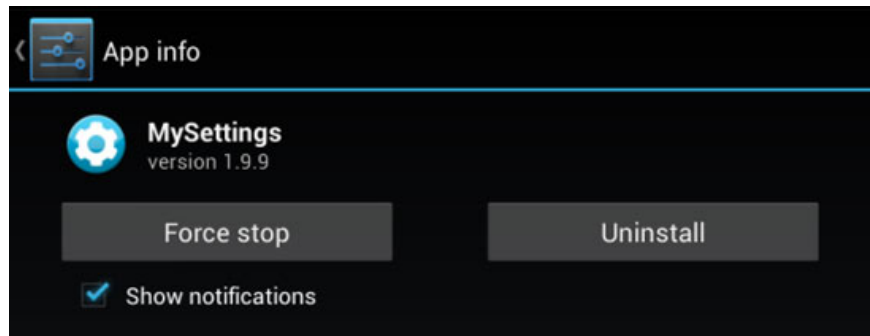 App info
MySettings
version 1.9.9
Force stop
Uninstall
Show notifications